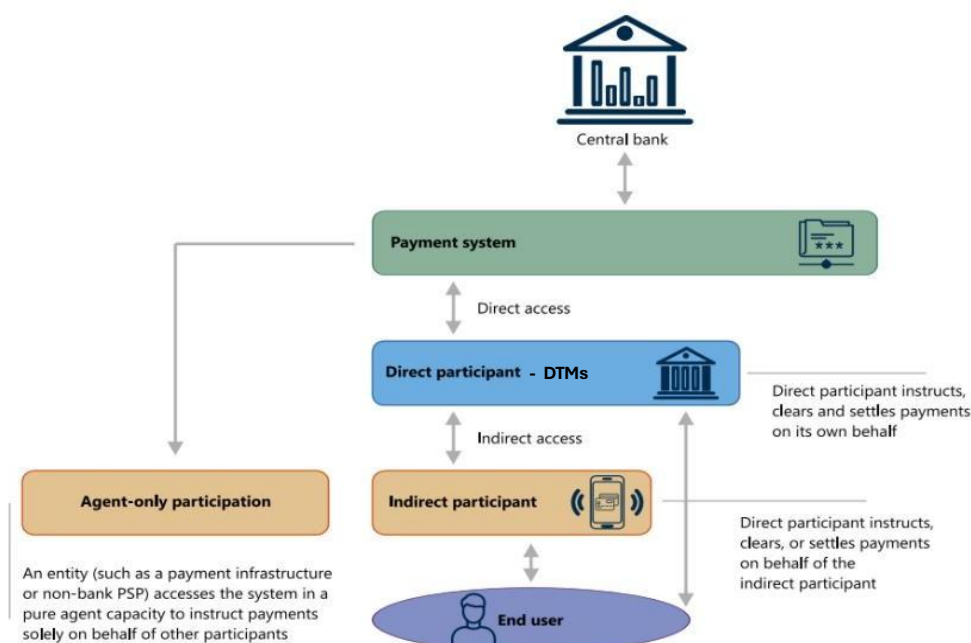 Central bank
Payment system
***
Direct access
Direct participant - DTMs
Direct participant instructs,
clears and settles payments
on its own behalf
Indirect access
Agent-only participation
Indirect participant
Direct participant instructs,
clears, or settles payments
on behalf of the
indirect participant
An entity (such as a payment infrastructure
or non-bank PSP) accesses the system in a
pure agent capacity to instruct payments
solely on behalf of other participants
End user